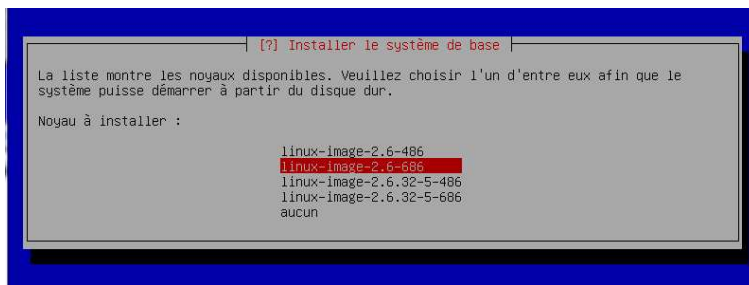 [?] Installer le système de base
La liste montre les noyaux disponibles. Veuillez choisir l'un d'entre eux afin que le
système puisse démarrer à partir du disque dur.
Noyau à installer :
linux-image-2.6-486
linux-image-2.6-686
linux-image-2.6.32-5-486
linux-image-2.6.32-5-686
aucun